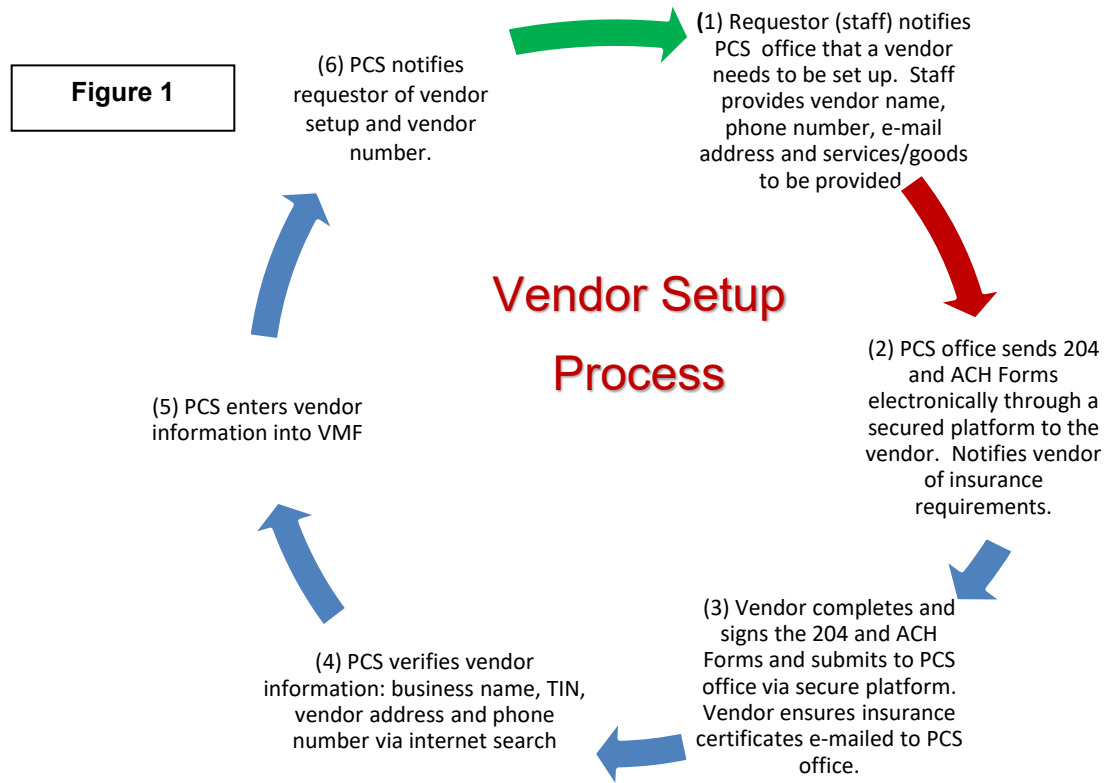 Figure 1
(1) Requestor (staff) notifies
PCS office that a vendor
needs to be set up. Staff
provides vendor name,
phone number, e-mail
address and services/goods
to be provided
Vendor Setup
Process
(2) PCS office sends 204
and ACH Forms
electronically through a
secured platform to the
vendor. Notifies vendor
of insurance
requirements.
(3) Vendor completes and
signs the 204 and ACH
Forms and submits to PCS
office via secure platform.
Vendor ensures insurance
certificates e-mailed to PCS
office.
(4) PCS verifies vendor
information: business name, TIN,
vendor address and phone
number via internet search
(5) PCS enters vendor
information into VMF
(6) PCS notifies
requestor of vendor
setup and vendor
number.